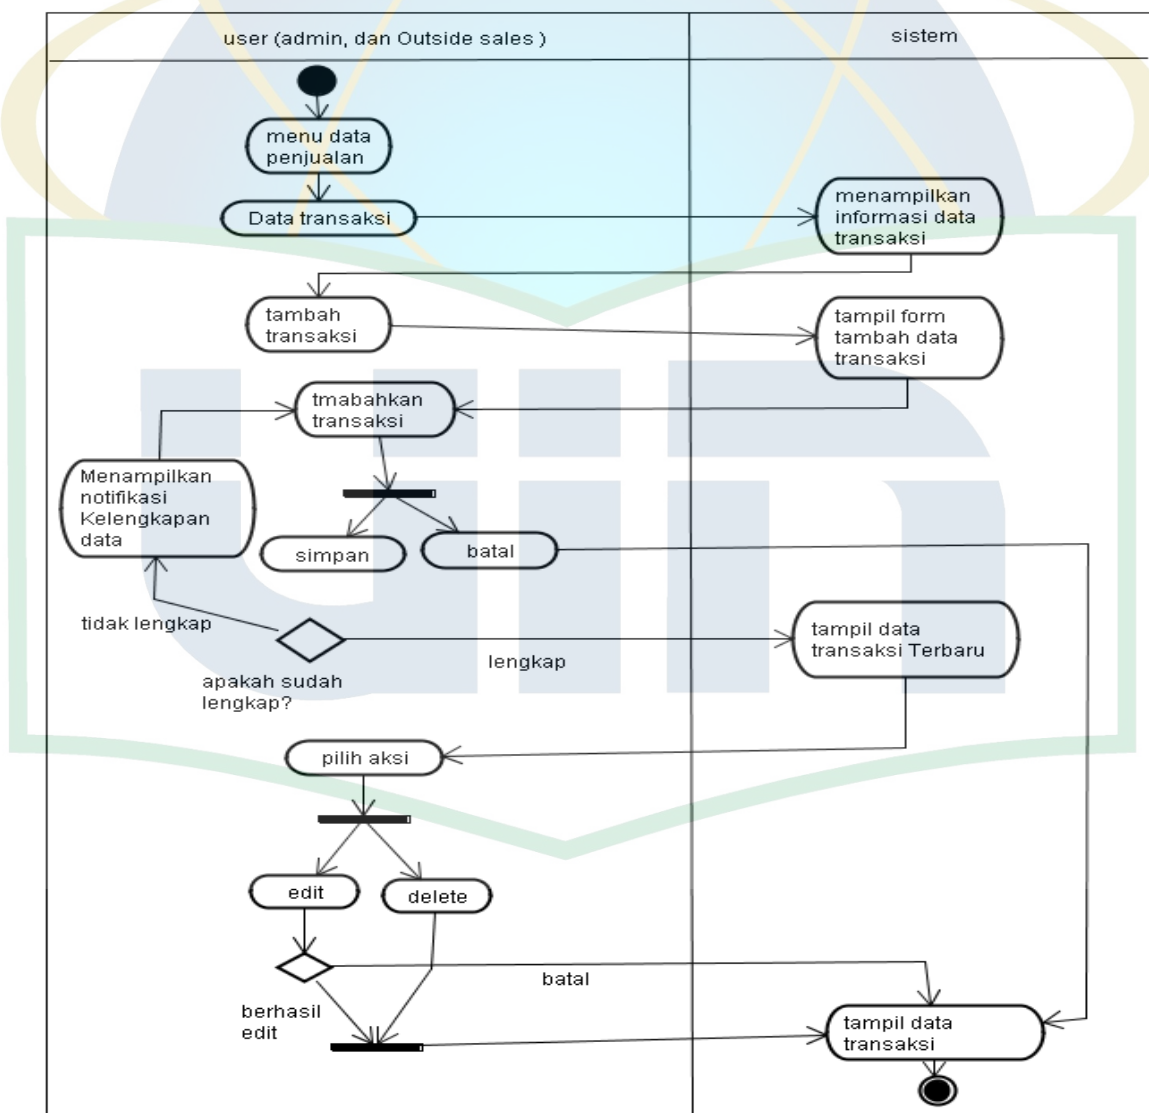 user (admin, dan Outside sales )
sistem
menu data
penjualan
Data transaksi
menampilkan
informasi data
transaksi
tambah
transaksi
tampil form
tambah data
transaksi
tmabahkan
transaksi
Menampilkan
notifikasi
Kelengkapan
data
simpan
batal
tidak lengkap
lengkap
apakah sudah
lengkap?
tampil data
transaksi Terbaru
pilih aksi
edit
delete
batal
berhasil
edit
tampil data
transaksi
uin